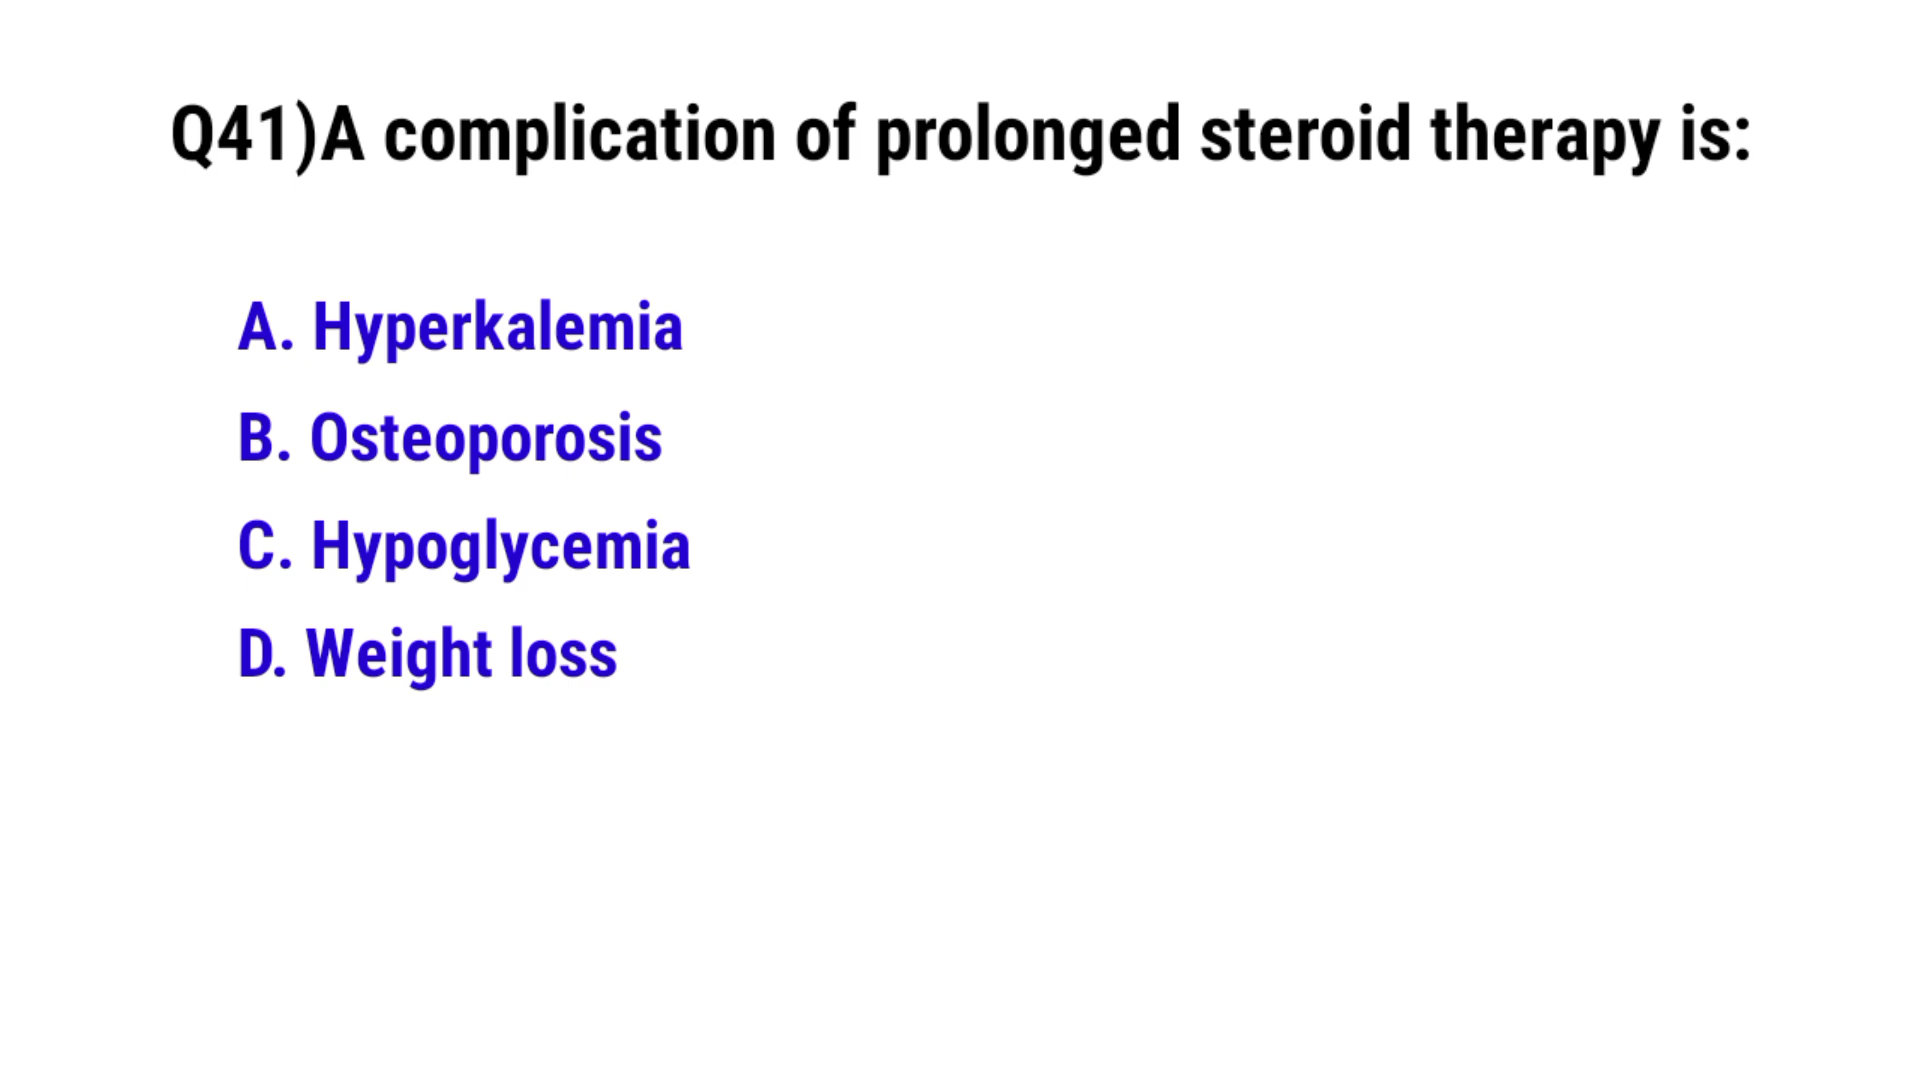 Q41)A complication of prolonged steroid therapy is:
A. Hyperkalemia
B. Osteoporosis
C. Hypoglycemia
D. Weight loss